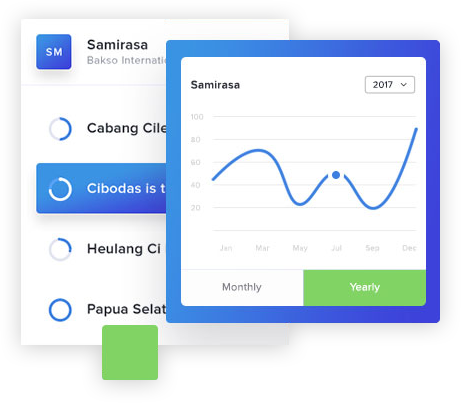 SM
Samirasa
Bakso Internatio
Cabang Cile
Cibodas is t
Heulang Ci
Papua Selat
Samirasa
2017
100
80
60
40
20
Jan Mar May Jul Sep Dec
Monthly Yearly